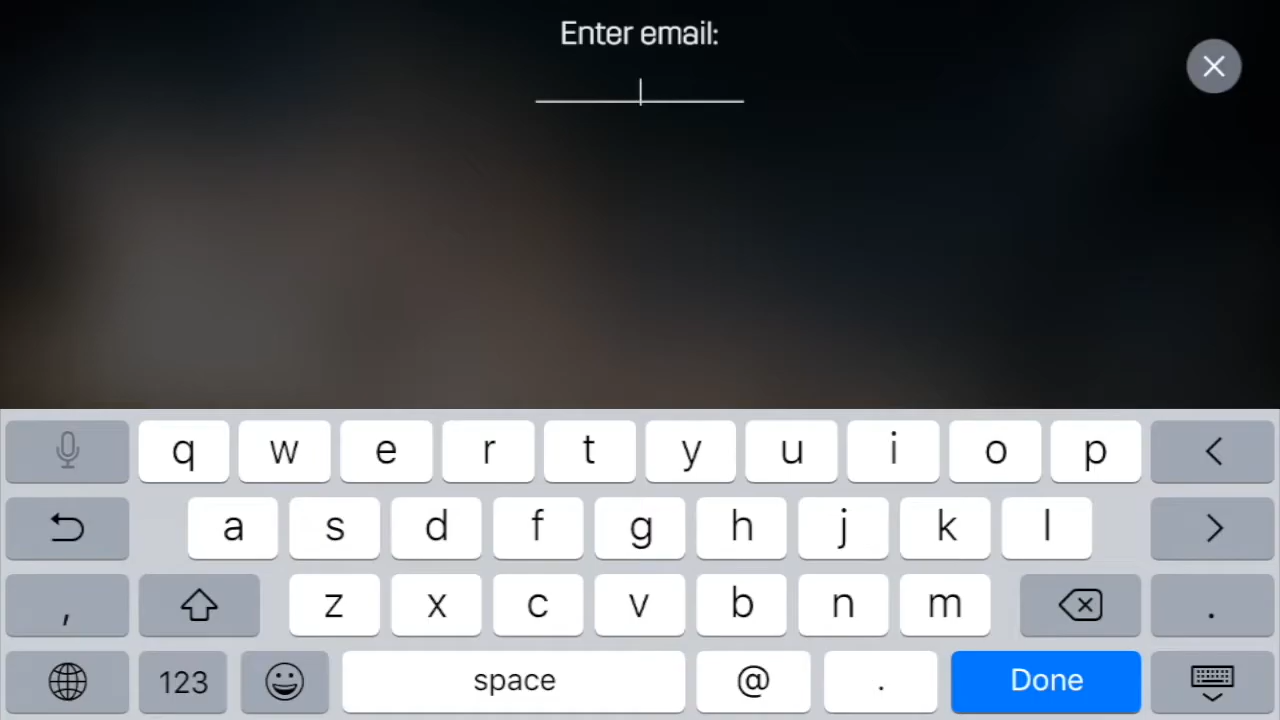 Enter email:
q w e r t y u i o p
a s d f g h j k l
, z x c v b n m .
123 space @ . Done